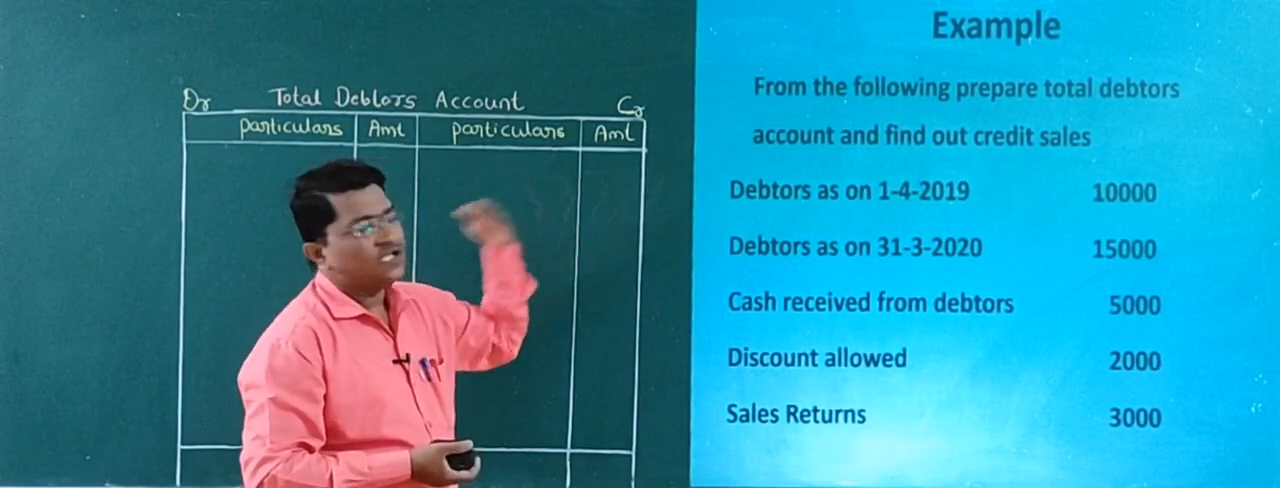 Dr Total Debtors Account Cr
particulars Amt particulars Amt
Example
From the following prepare total debtors
account and find out credit sales
Debtors as on 1-4-2019 10000
Debtors as on 31-3-2020 15000
Cash received from debtors 5000
Discount allowed 2000
Sales Returns 3000